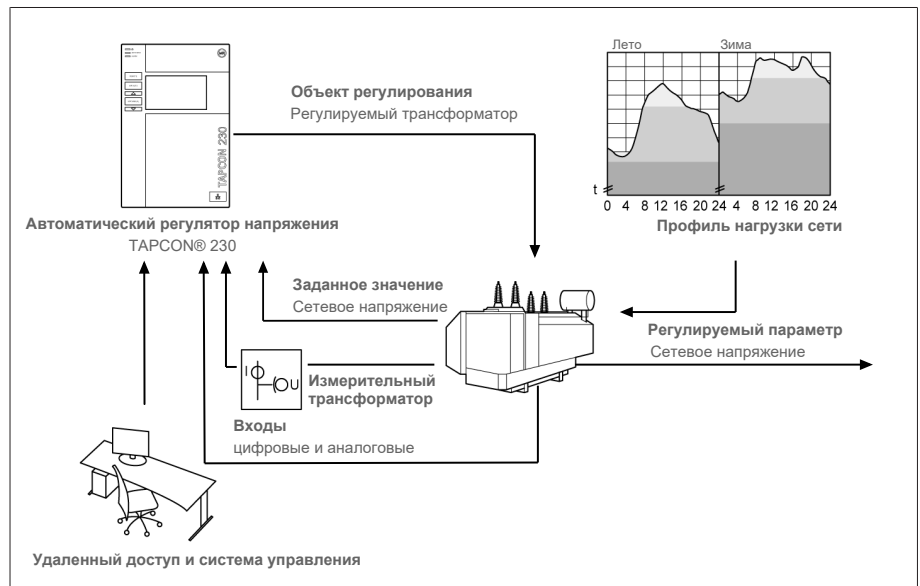 Лето Зима
Объект регулирования
Регулируемый трансформатор
TAPCON 230
t
0 4 8 12 16 20 24 4 8 12 16 20 24
Профиль нагрузки сети
Автоматический регулятор напряжения
TAPCON® 230
Заданное значение
Сетевое напряжение
Регулируемый параметр
Сетевое напряжение
I U
Измерительный
трансформатор
Входы
цифровые и аналоговые
Удаленный доступ и система управления